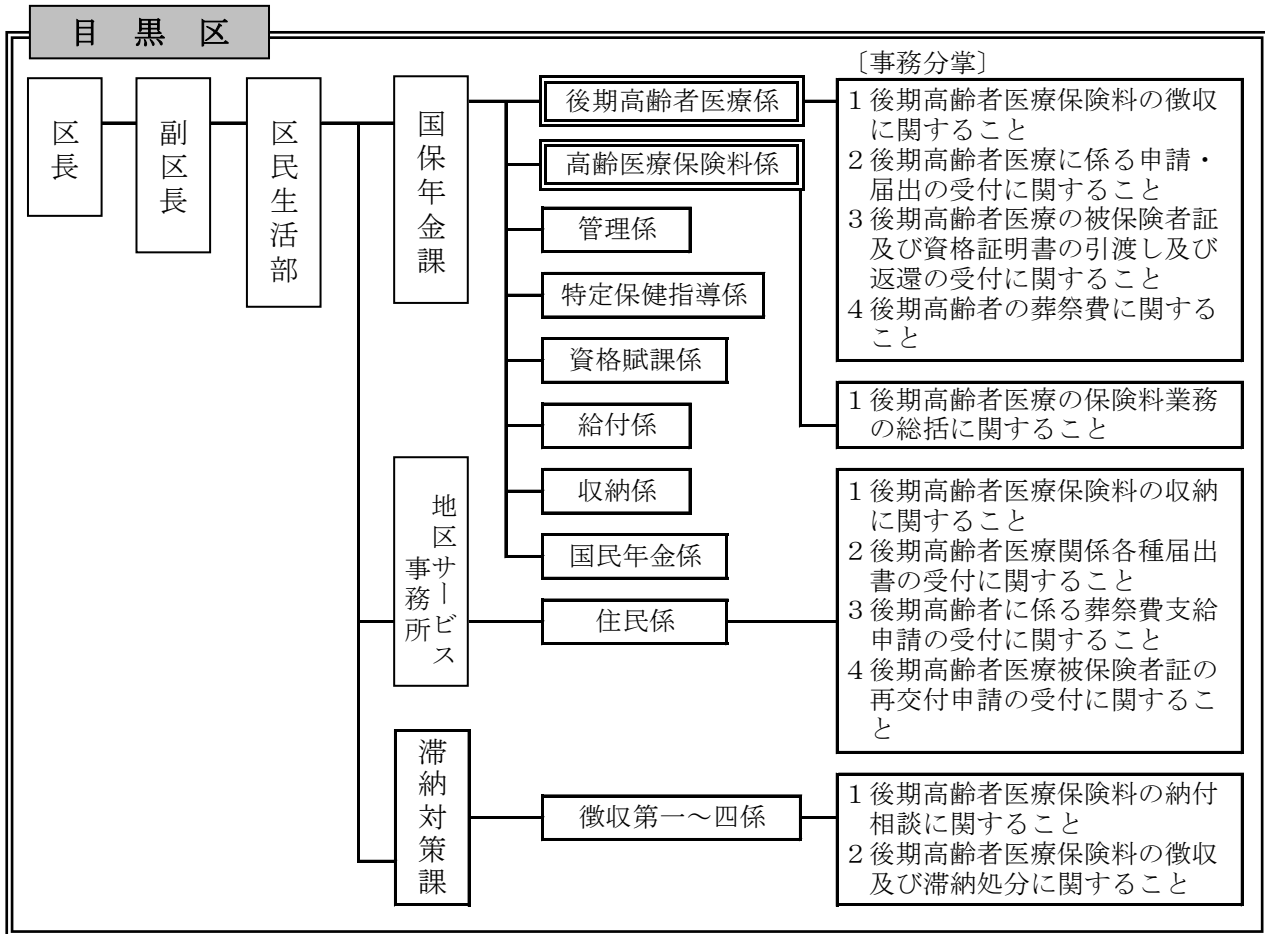 目 黒 区
区長
副区長
区民生活部
国保年金課
後期高齢者医療係
高齢医療保険料係
管理係
特定保健指導係
資格賦課係
給付係
収納係
国民年金係
地区サービス
事務所
住民係
滞納対策課
徴収第一～四係
〔事務分掌〕
1 後期高齢者医療保険料の徴収
に関すること
2 後期高齢者医療に係る申請・
届出の受付に関すること
3 後期高齢者医療の被保険者証
及び資格証明書の引渡し及び
返還の受付に関すること
4 後期高齢者の葬祭費に関する
こと
1 後期高齢者医療の保険料業務
の総括に関すること
1 後期高齢者医療保険料の収納
に関すること
2 後期高齢者医療関係各種届出
書の受付に関すること
3 後期高齢者に係る葬祭費支給
申請の受付に関すること
4 後期高齢者医療被保険者証の
再交付申請の受付に関するこ
と
1 後期高齢者医療保険料の納付
相談に関すること
2 後期高齢者医療保険料の徴収
及び滞納処分に関すること